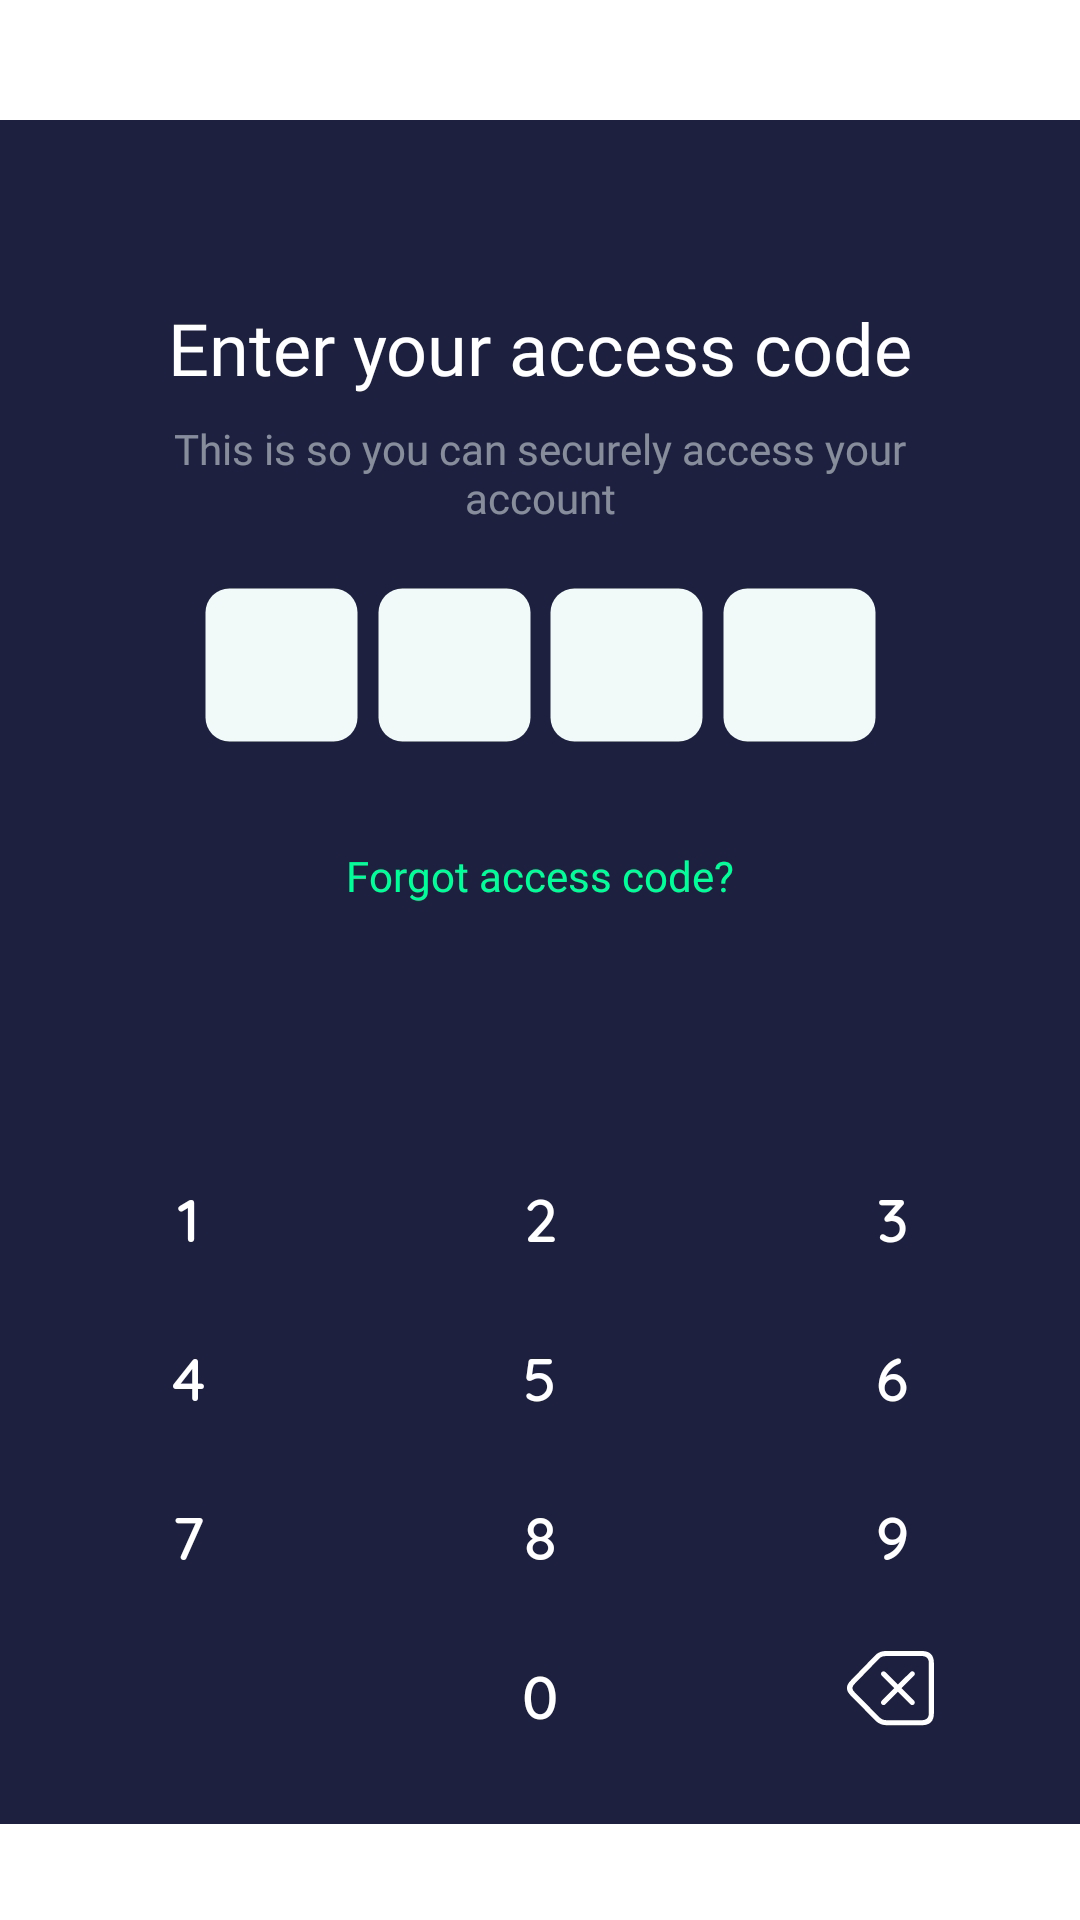 Enter your access code
This is so you can securely access your
account
Forgot access code?
1 2 3
4 5 6
7 8 9
0